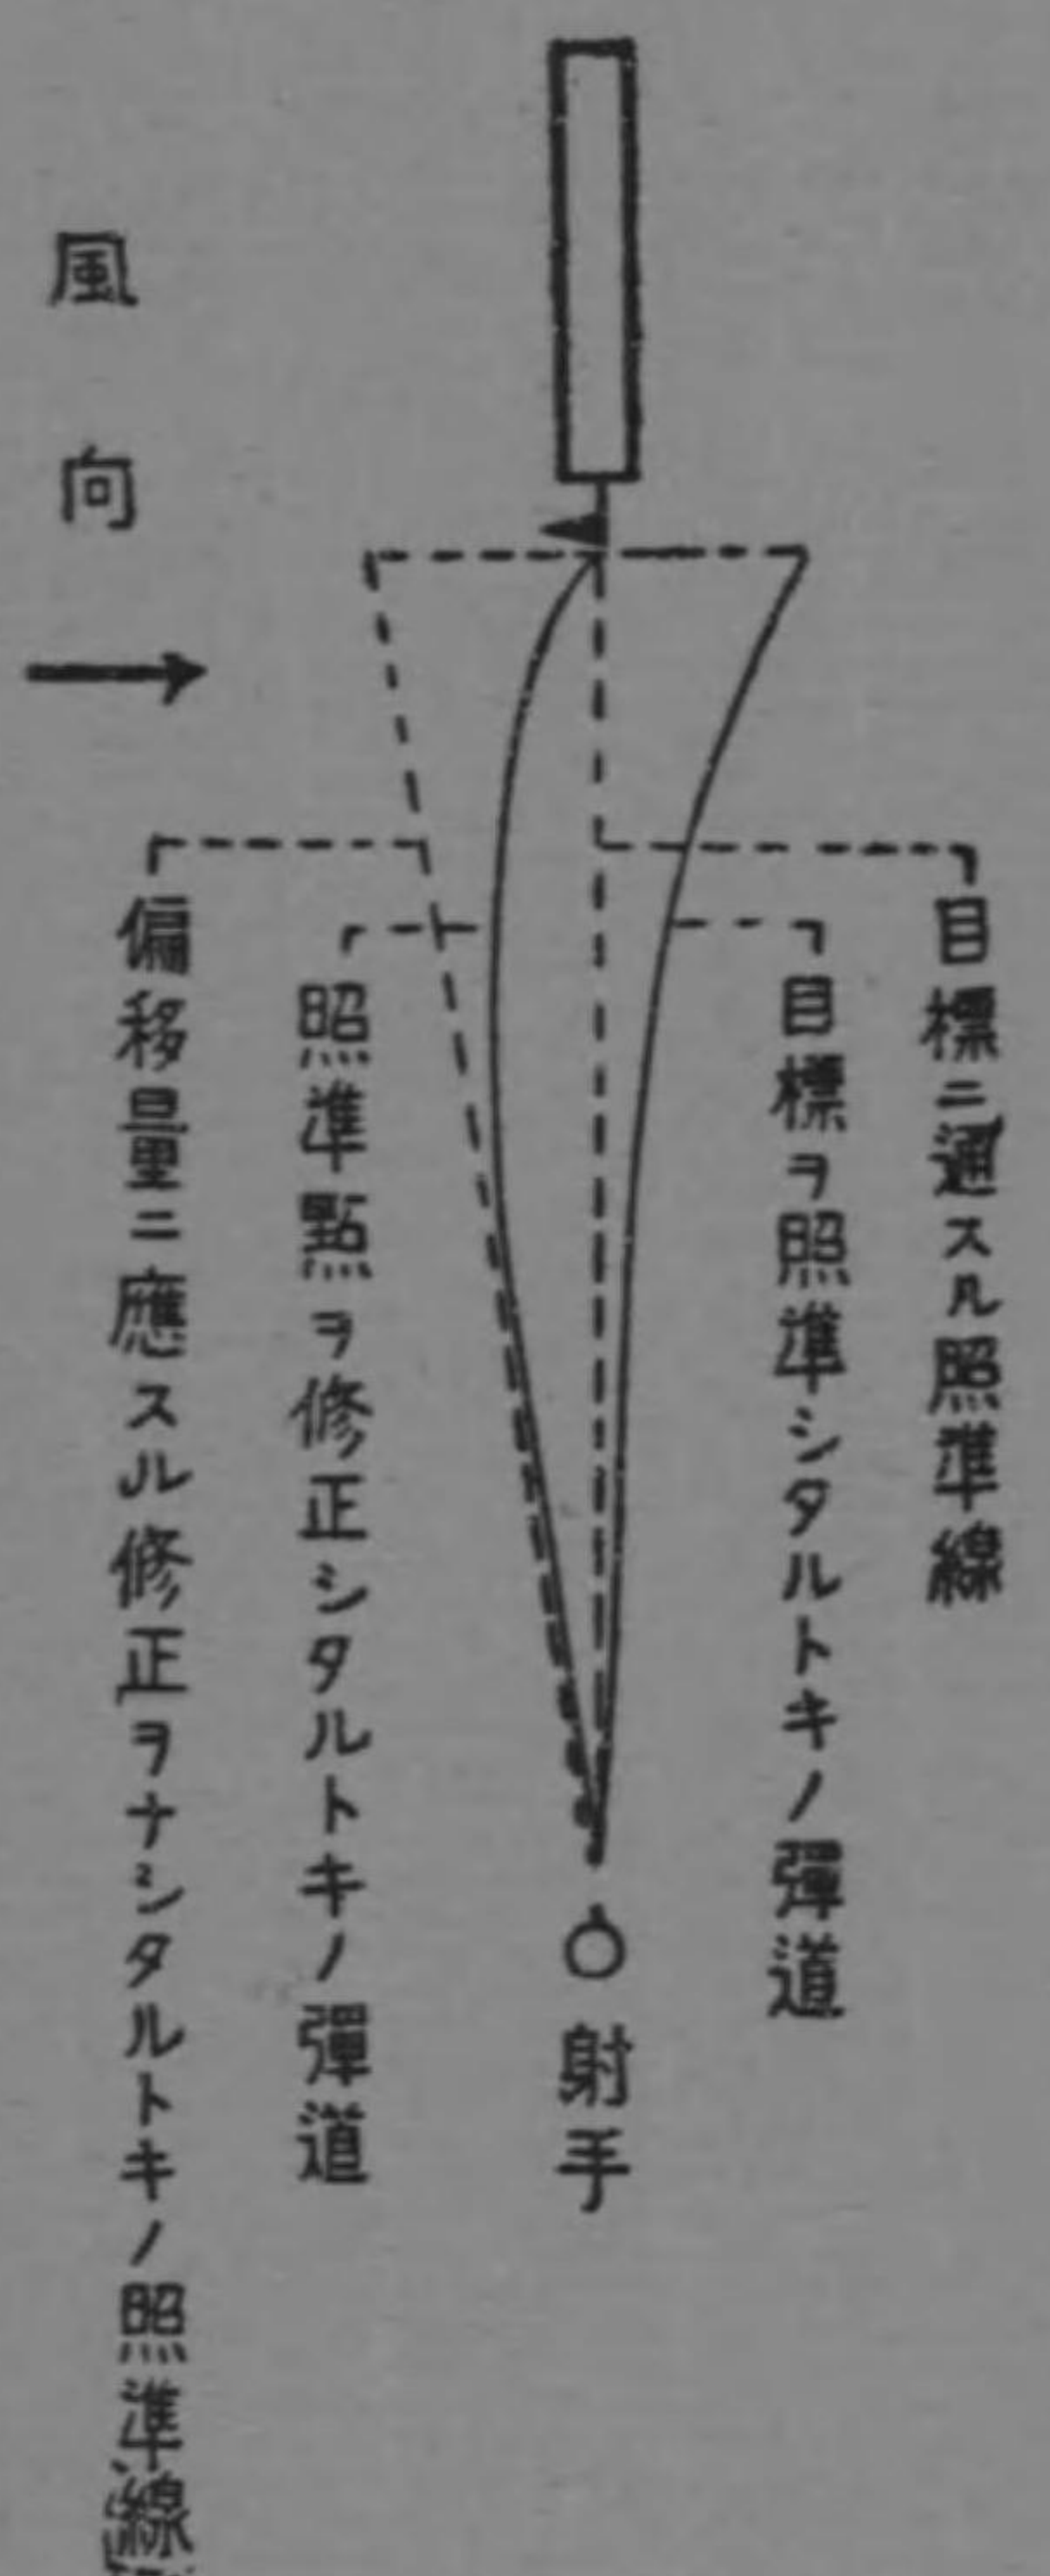 目標ニ通スル照準線
目標ヲ照準シタルトキノ彈道
射手
照準點ヲ修正シタルトキノ彈道
偏移量ニ應スル修正ヲナシタルトキノ照準線
風向